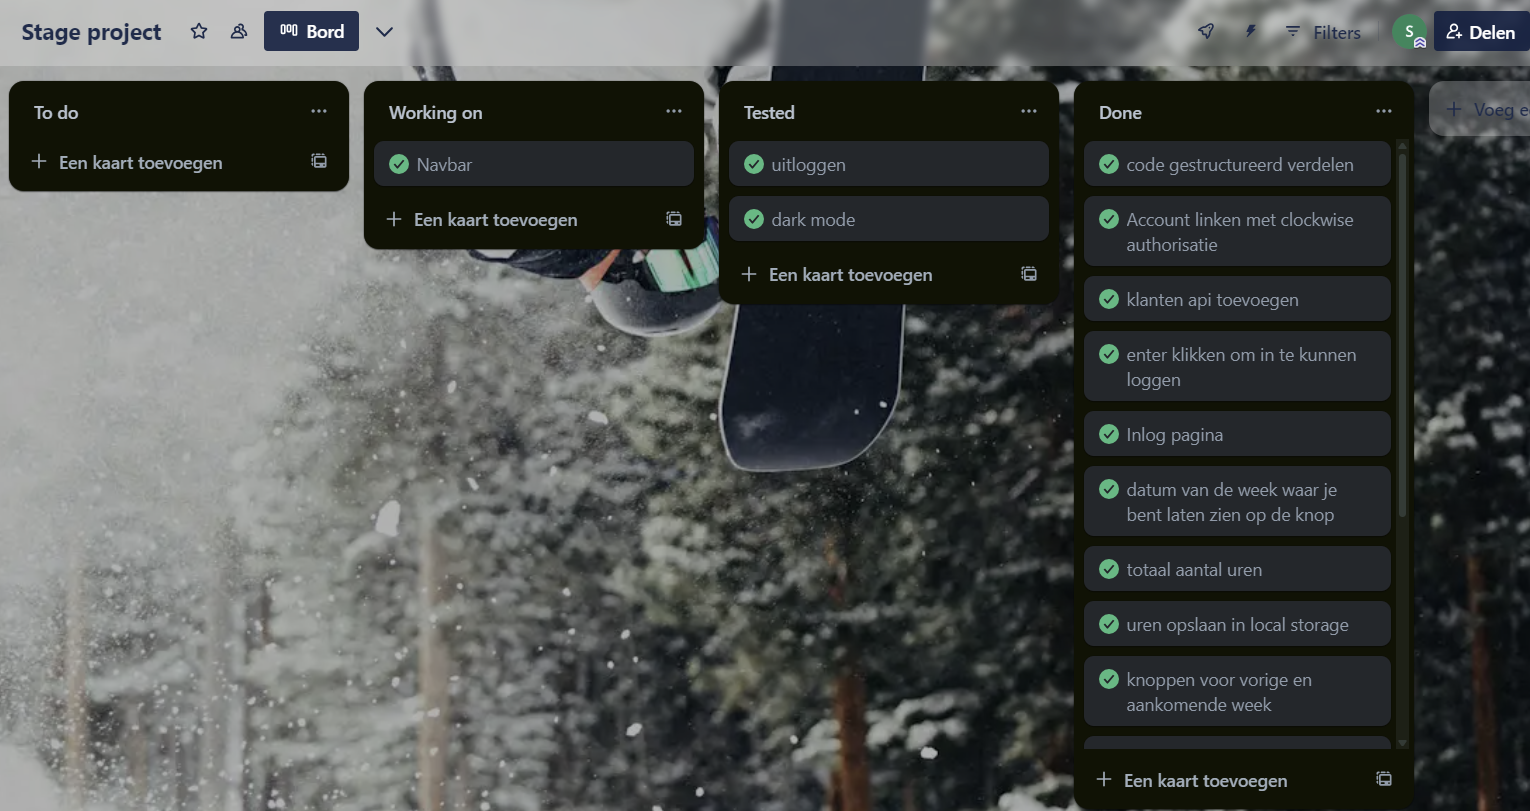 Stage project
Bord
Filters
S
Delen
To do
Een kaart toevoegen
Working on
Navbar
Een kaart toevoegen
Tested
uitloggen
dark mode
Een kaart toevoegen
Done
code gestructureerd verdelen
Account linken met clockwise
authorisatie
klanten api toevoegen
enter klikken om in te kunnen
loggen
Inlog pagina
datum van de week waar je
bent laten zien op de knop
totaal aantal uren
uren opslaan in local storage
knoppen voor vorige en
aankomende week
Een kaart toevoegen
Voeg